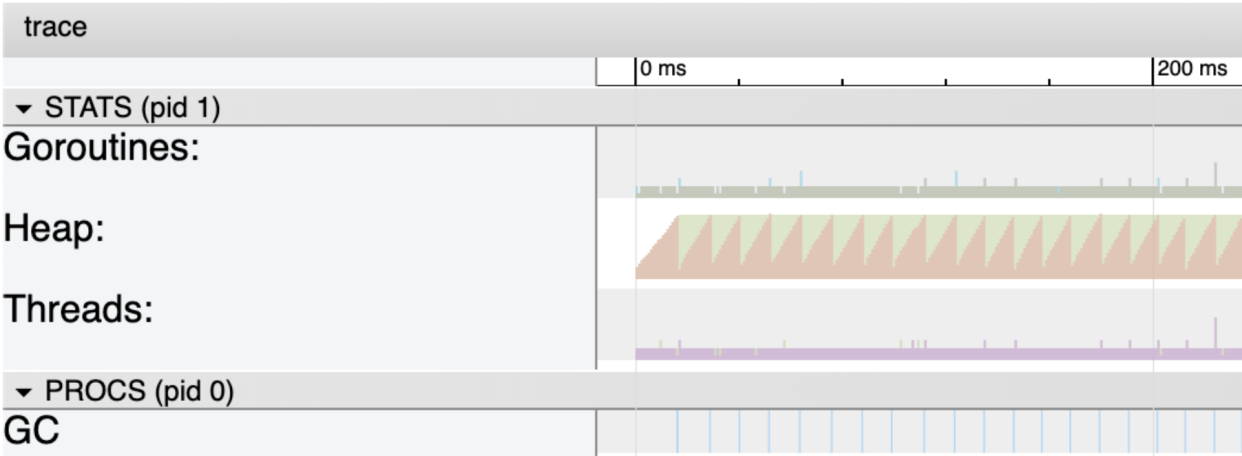 trace
0 ms
200 ms
STATS (pid 1)
Goroutines:
Heap:
Threads:
PROCS (pid 0)
GC